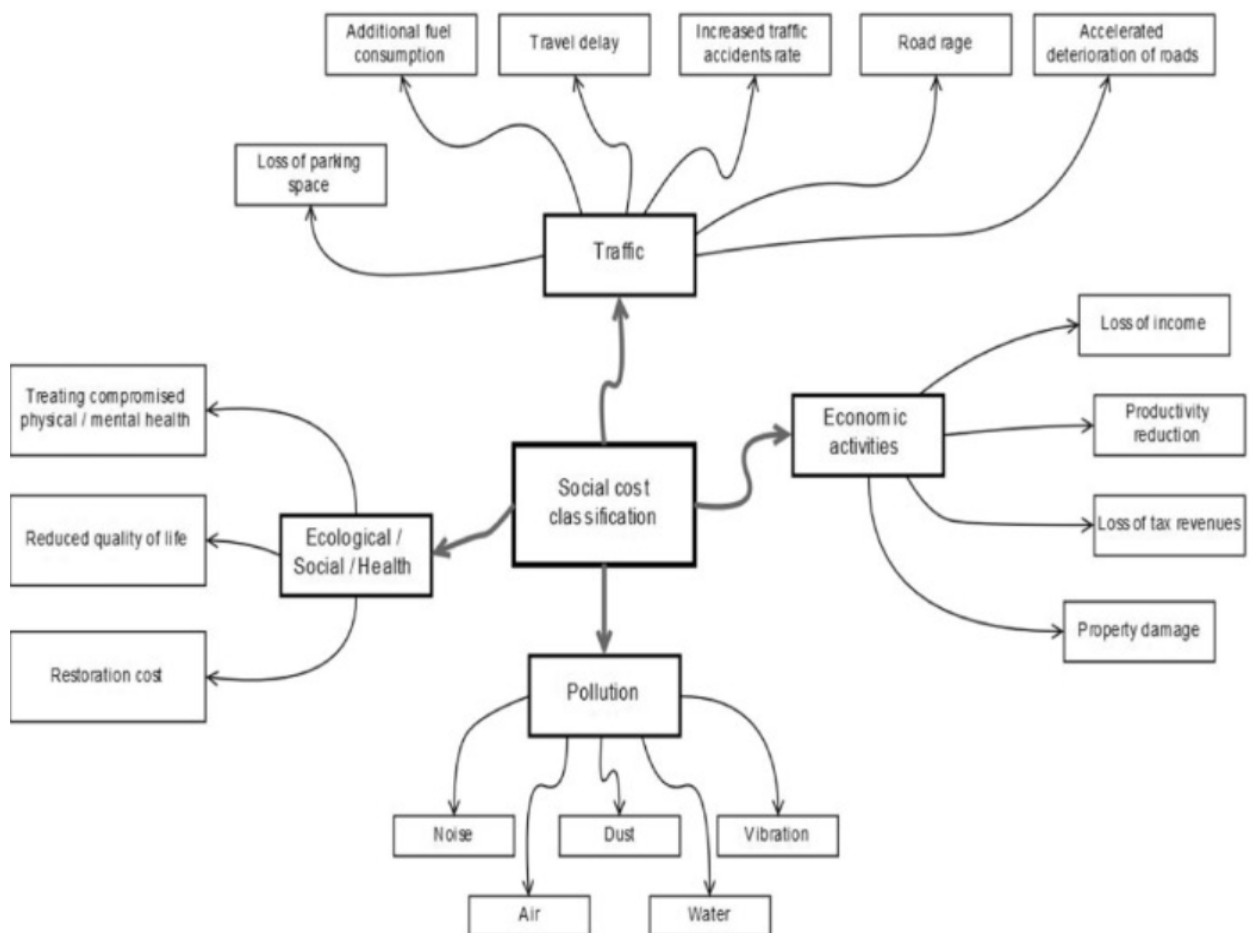 Additional fuel
consumption
Travel delay
Increased traffic
accidents rate
Road rage
Accelerated
deterioration of roads
Loss of parking
space
Traffic
Loss of income
Treating compromised
physical / mental health
Economic
activities
Productivity
reduction
Social cost
classification
Loss of tax revenues
Reduced quality of life
Ecological /
Social / Health
Property damage
Restoration cost
Pollution
Noise
Dust
Vibration
Air
Water